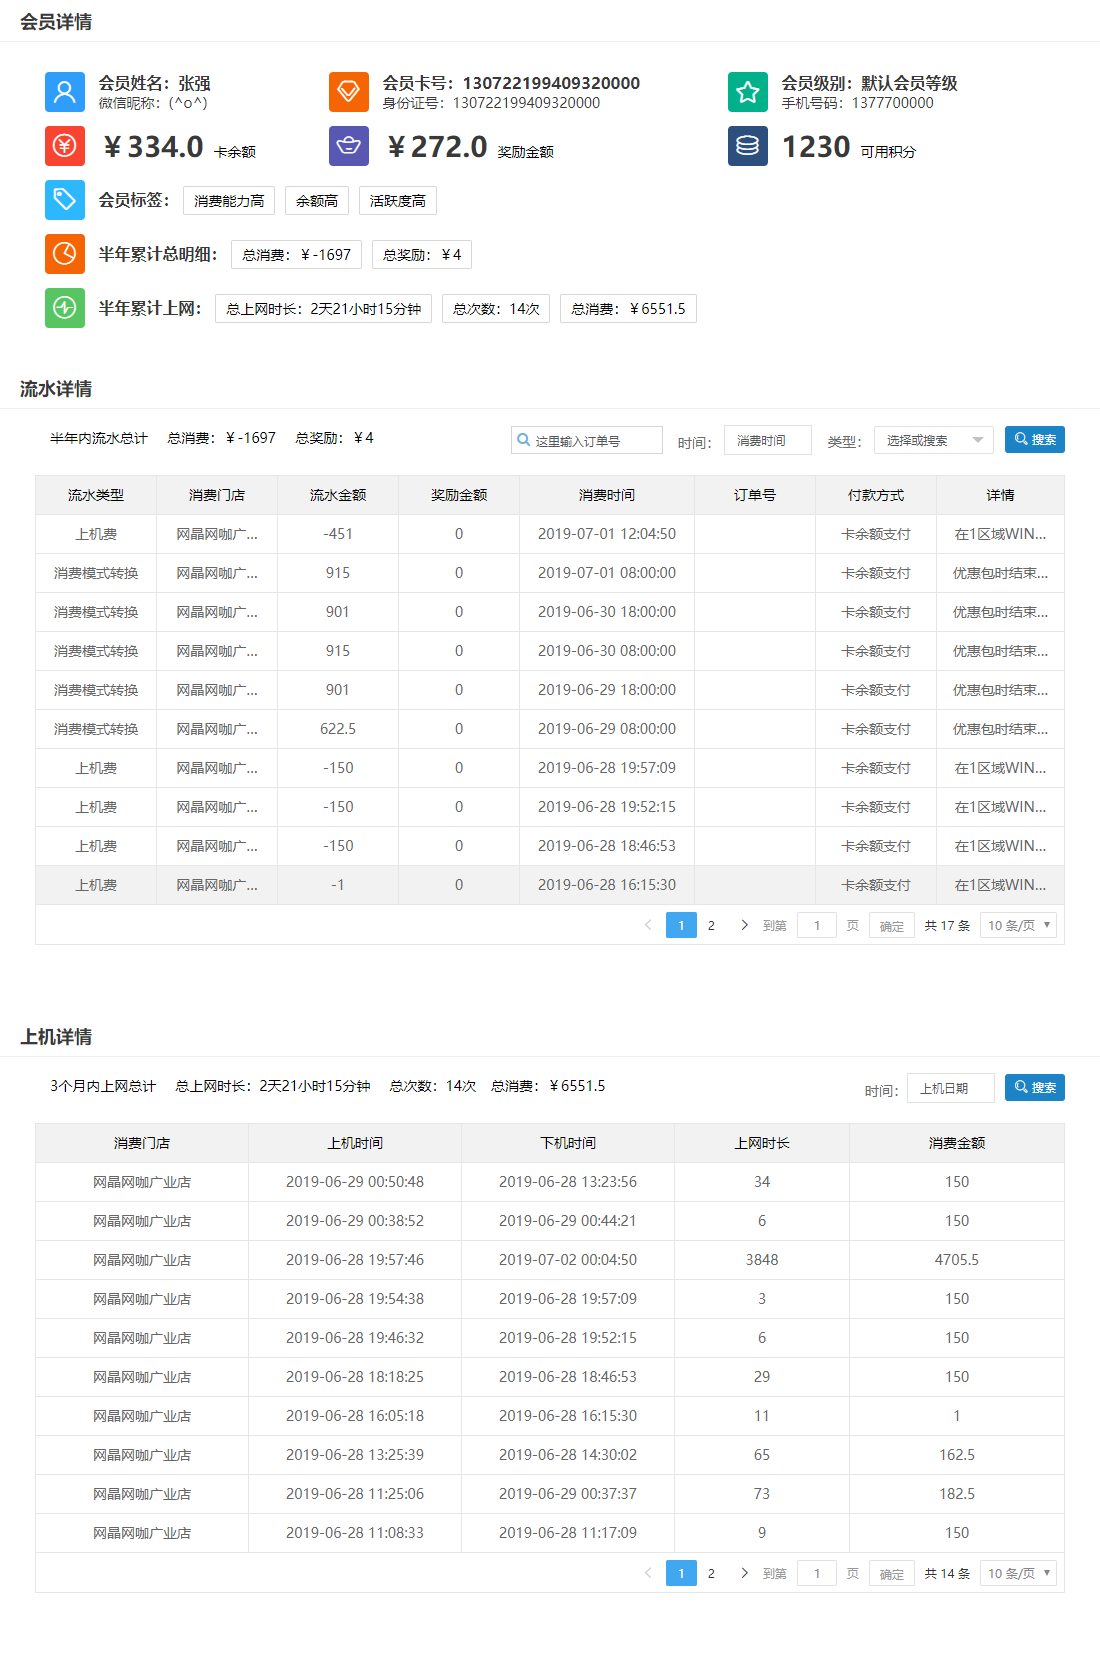 会员详情
会员姓名：张强 会员卡号：130722199409320000 会员级别：默认会员等级
微信昵称：(^o^) 身份证号：130722199409320000 手机号码：1377700000
￥334.0 卡余额 ￥272.0 奖励金额 1230 可用积分
会员标签： 消费能力高 余额高 活跃度高
半年累计总明细： 总消费：￥-1697 总奖励：￥4
半年累计上网： 总上网时长：2天21小时15分钟 总次数：14次 总消费：￥6551.5
流水详情
半年内流水总计 总消费：￥-1697 总奖励：￥4 这里输入订单号 时间： 消费时间 类型： 选择或搜索 搜索
流水类型 消费门店 流水金额 奖励金额 消费时间 订单号 付款方式 详情
上机费 网晶网咖广... -451 0 2019-07-01 12:04:50 卡余额支付 在1区域WIN...
消费模式转换 网晶网咖广... 915 0 2019-07-01 08:00:00 卡余额支付 优惠包时结束...
消费模式转换 网晶网咖广... 901 0 2019-06-30 18:00:00 卡余额支付 优惠包时结束...
消费模式转换 网晶网咖广... 915 0 2019-06-30 08:00:00 卡余额支付 优惠包时结束...
消费模式转换 网晶网咖广... 901 0 2019-06-29 18:00:00 卡余额支付 优惠包时结束...
消费模式转换 网晶网咖广... 622.5 0 2019-06-29 08:00:00 卡余额支付 优惠包时结束...
上机费 网晶网咖广... -150 0 2019-06-28 19:57:09 卡余额支付 在1区域WIN...
上机费 网晶网咖广... -150 0 2019-06-28 19:52:15 卡余额支付 在1区域WIN...
上机费 网晶网咖广... -150 0 2019-06-28 18:46:53 卡余额支付 在1区域WIN...
上机费 网晶网咖广... -1 0 2019-06-28 16:15:30 卡余额支付 在1区域WIN...
1 2 到第 1 页 确定 共 17 条 10 条/页
上机详情
3个月内上网总计 总上网时长：2天21小时15分钟 总次数：14次 总消费：￥6551.5 时间： 上机日期 搜索
消费门店 上机时间 下机时间 上网时长 消费金额
网晶网咖广业店 2019-06-29 00:50:48 2019-06-28 13:23:56 34 150
网晶网咖广业店 2019-06-29 00:38:52 2019-06-29 00:44:21 6 150
网晶网咖广业店 2019-06-28 19:57:46 2019-07-02 00:04:50 3848 4705.5
网晶网咖广业店 2019-06-28 19:54:38 2019-06-28 19:57:09 3 150
网晶网咖广业店 2019-06-28 19:46:32 2019-06-28 19:52:15 6 150
网晶网咖广业店 2019-06-28 18:18:25 2019-06-28 18:46:53 29 150
网晶网咖广业店 2019-06-28 16:05:18 2019-06-28 16:15:30 11 1
网晶网咖广业店 2019-06-28 13:25:39 2019-06-28 14:30:02 65 162.5
网晶网咖广业店 2019-06-28 11:25:06 2019-06-29 00:37:37 73 182.5
网晶网咖广业店 2019-06-28 11:08:33 2019-06-28 11:17:09 9 150
1 2 到第 1 页 确定 共 14 条 10 条/页